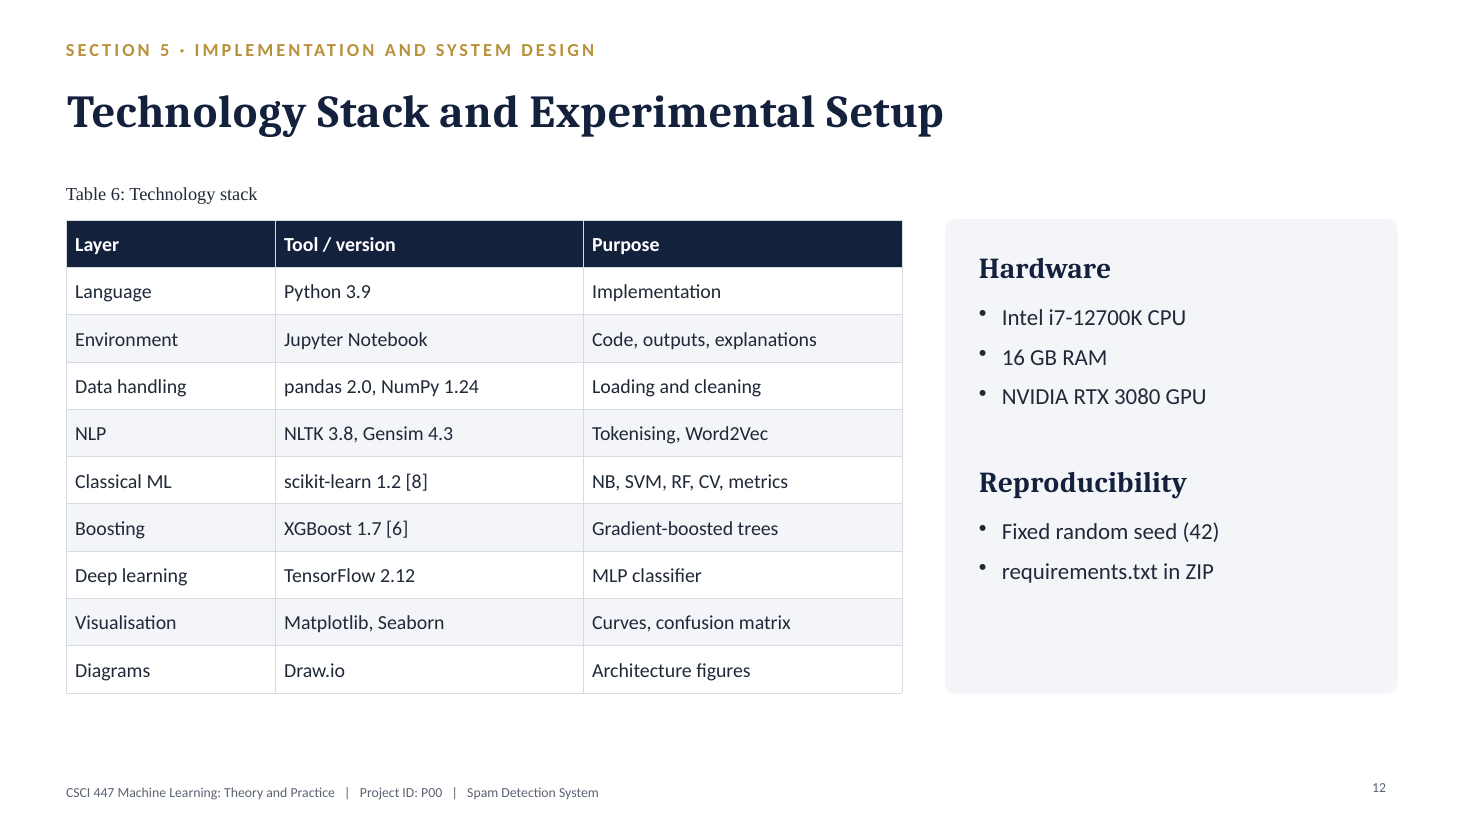 SECTION 5 · IMPLEMENTATION AND SYSTEM DESIGN
Technology Stack and Experimental Setup
Table 6: Technology stack
Layer Tool / version Purpose
Language Python 3.9 Implementation
Environment Jupyter Notebook Code, outputs, explanations
Data handling pandas 2.0, NumPy 1.24 Loading and cleaning
NLP NLTK 3.8, Gensim 4.3 Tokenising, Word2Vec
Classical ML scikit-learn 1.2 [8] NB, SVM, RF, CV, metrics
Boosting XGBoost 1.7 [6] Gradient-boosted trees
Deep learning TensorFlow 2.12 MLP classifier
Visualisation Matplotlib, Seaborn Curves, confusion matrix
Diagrams Draw.io Architecture figures
Hardware
• Intel i7-12700K CPU
• 16 GB RAM
• NVIDIA RTX 3080 GPU
Reproducibility
• Fixed random seed (42)
• requirements.txt in ZIP
CSCI 447 Machine Learning: Theory and Practice | Project ID: P00 | Spam Detection System
12